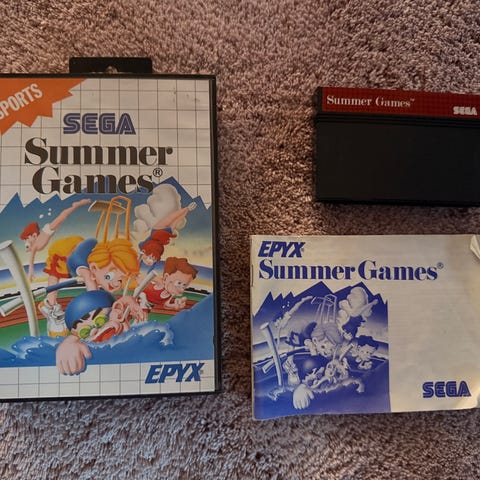 SPORTS
SEGA
Summer
Games®
EPYX
Summer Games™
SEGA
EPYX
Summer Games®
SEGA